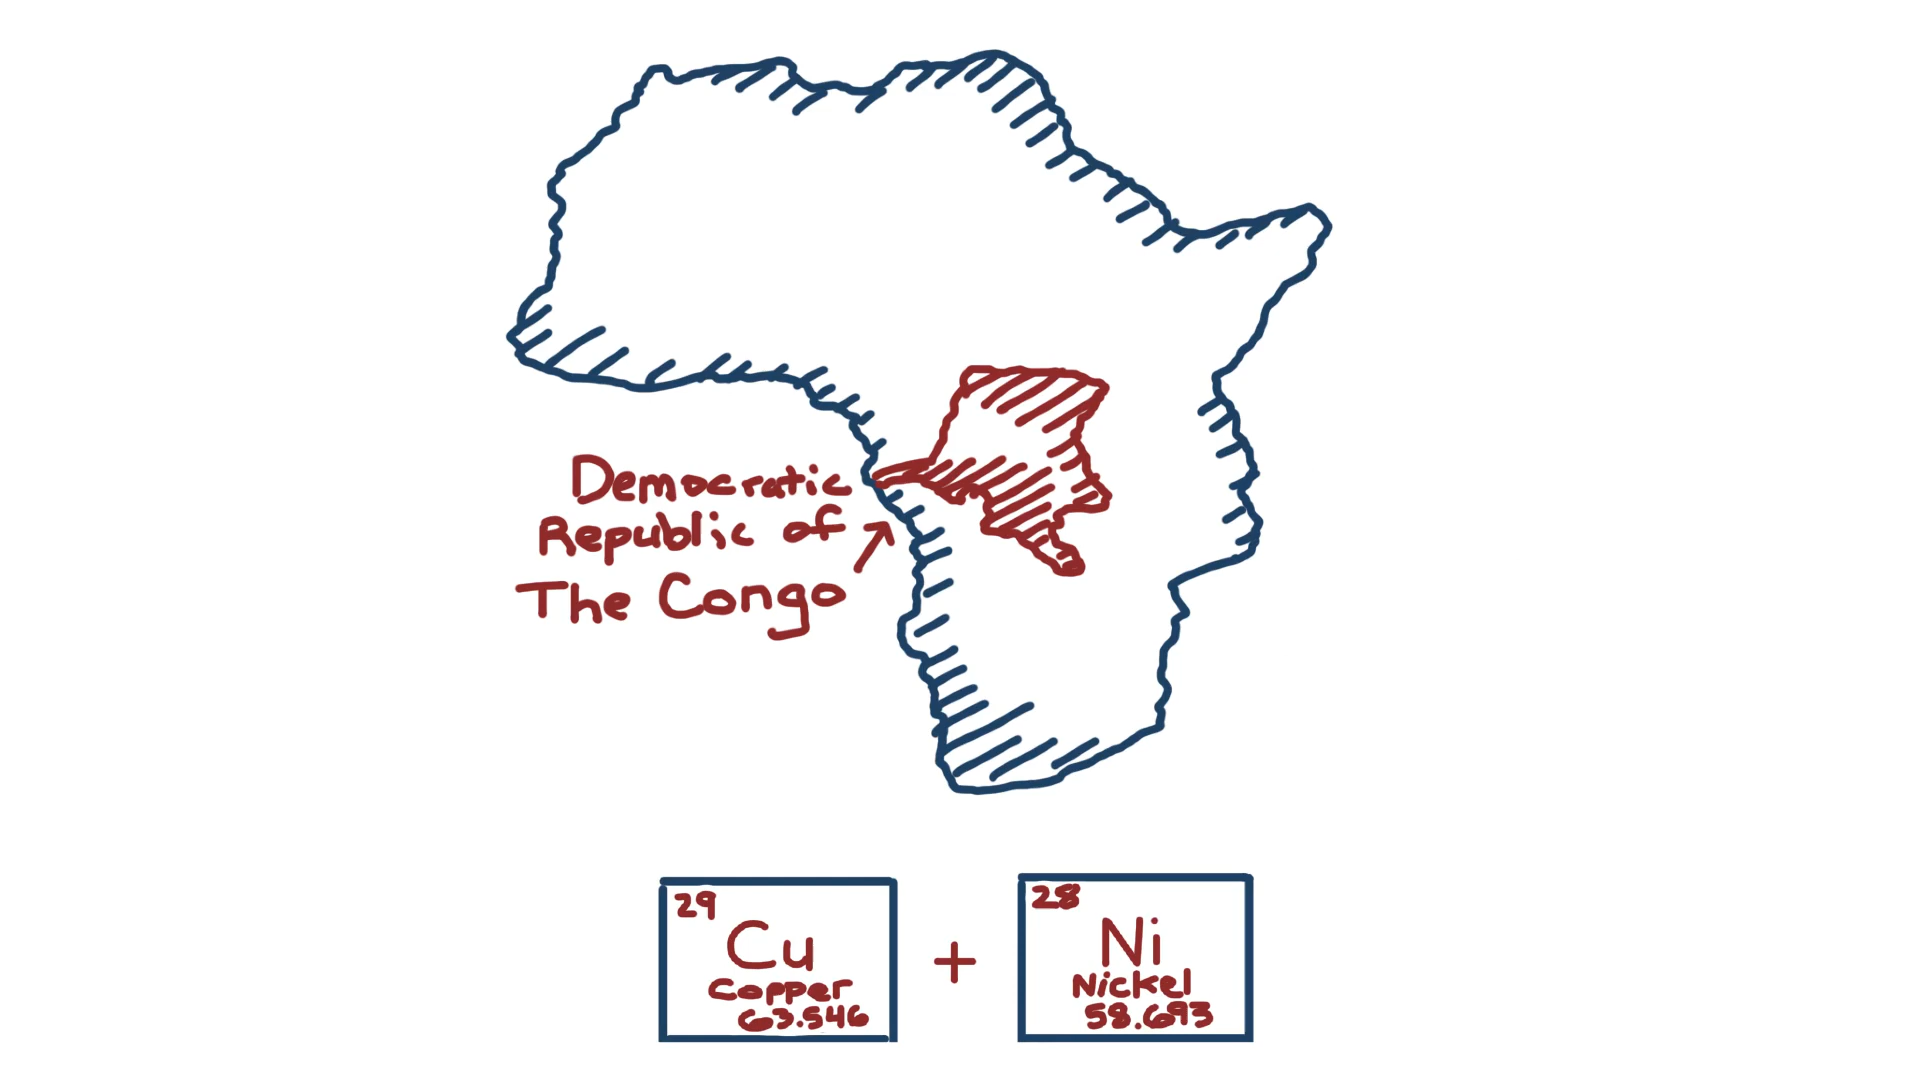 Democratic
Republic of
The Congo
29
Cu
Copper
63.546
+
28
Ni
Nickel
58.693